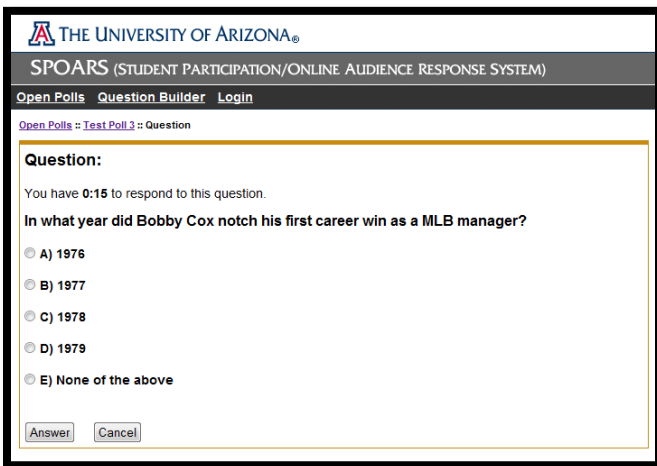 THE UNIVERSITY OF ARIZONA®
SPOARS (STUDENT PARTICIPATION/ONLINE AUDIENCE RESPONSE SYSTEM)
Open Polls Question Builder Login
Open Polls :: Test Poll 3 :: Question
Question:
You have 0:15 to respond to this question.
In what year did Bobby Cox notch his first career win as a MLB manager?
A) 1976
B) 1977
C) 1978
D) 1979
E) None of the above
Answer Cancel